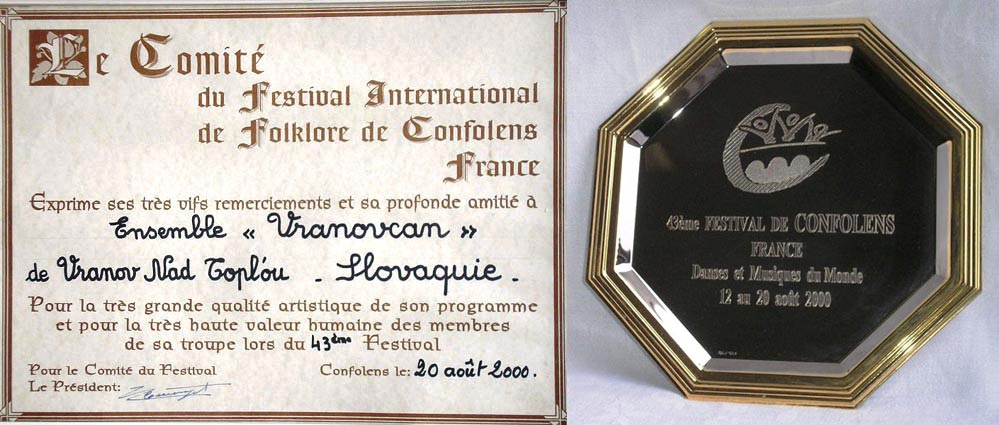 Le Comité
du Festival International
de Folklore de Confolens
France
Exprime ses très vifs remerciements et sa profonde amitié à
Ensemble « Vranovcan »
de Vranov Nad Topl'ou - Slovaquie.
Pour la très grande qualité artistique de son programme
et pour la très haute valeur humaine des membres
de sa troupe lors du 43ème Festival
Pour le Comité du Festival
Confolens le: 20 août 2000.
Le Président:
43ème FESTIVAL DE CONFOLENS
FRANCE
Danses et Musiques du Monde
12 au 20 août 2000